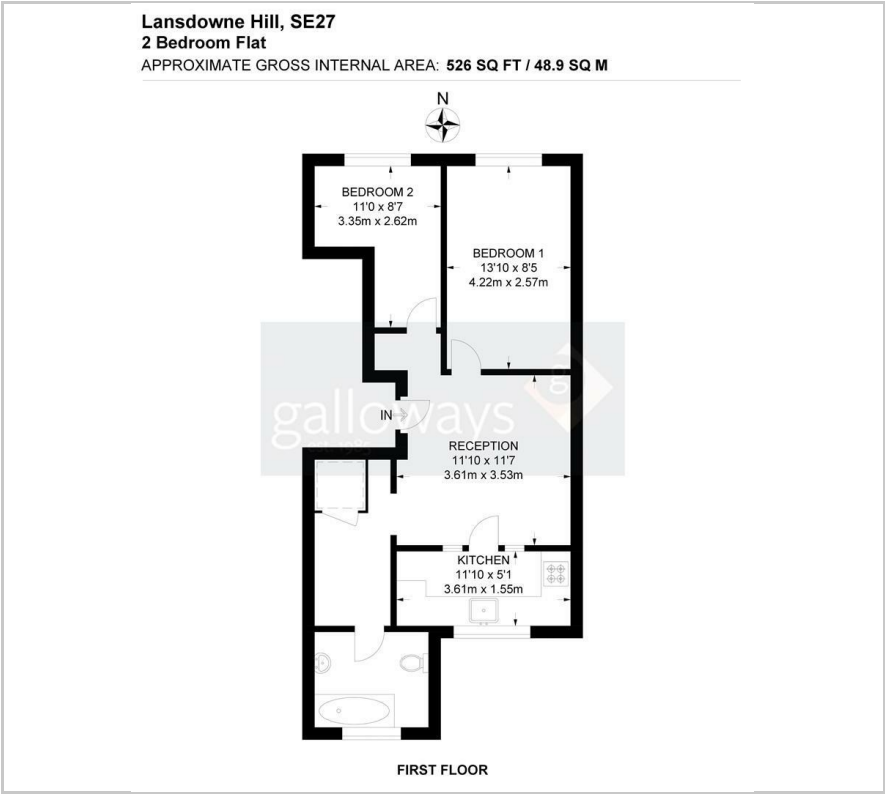 Lansdowne Hill, SE27
2 Bedroom Flat
APPROXIMATE GROSS INTERNAL AREA: 526 SQ FT / 48.9 SQ M
N
BEDROOM 2
11'0 x 8'7
3.35m x 2.62m
BEDROOM 1
13'10 x 8'5
4.22m x 2.57m
g
galloways
est. 1985
IN
RECEPTION
11'10 x 11'7
3.61m x 3.53m
KITCHEN
11'10 x 5'1
3.61m x 1.55m
FIRST FLOOR